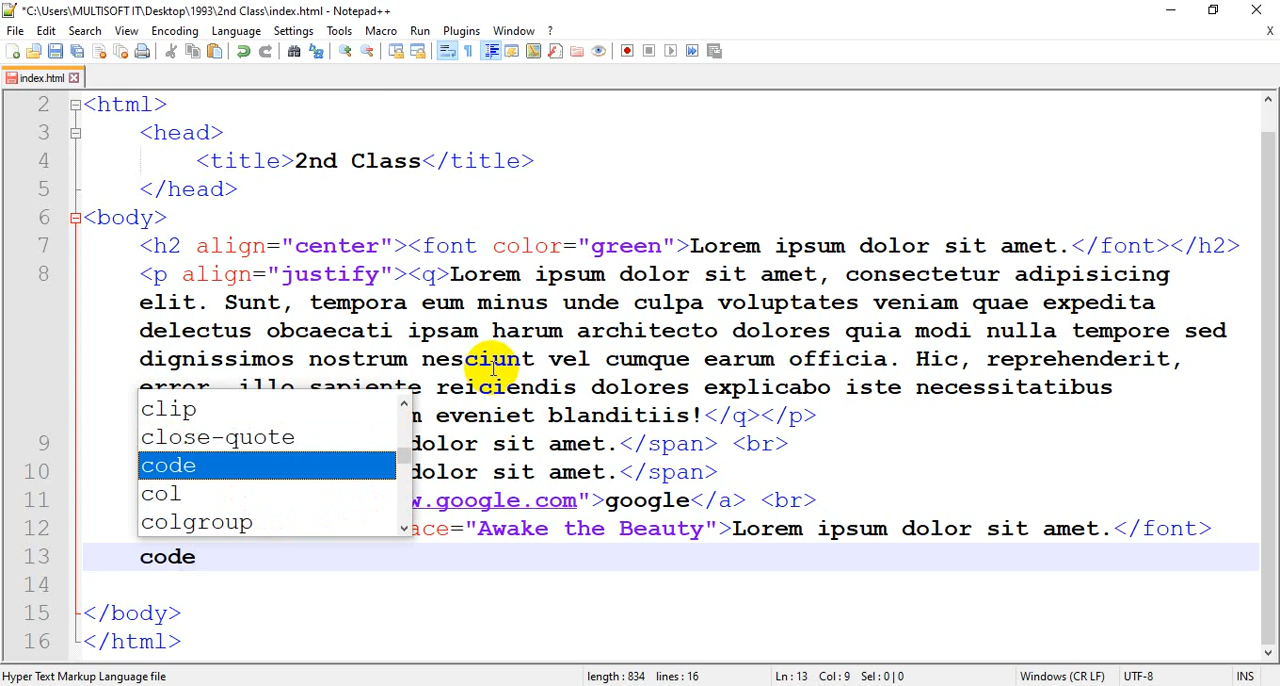 *C:\Users\MULTISOFT IT\Desktop\1993\2nd Class\index.html - Notepad++
File Edit Search View Encoding Language Settings Tools Macro Run Plugins Window ? X
index.html
2 <html>
3 <head>
4 <title>2nd Class</title>
5 </head>
6 <body>
7 <h2 align="center"><font color="green">Lorem ipsum dolor sit amet.</font></h2>
8 <p align="justify"><q>Lorem ipsum dolor sit amet, consectetur adipisicing
elit. Sunt, tempora eum minus unde culpa voluptates veniam quae expedita
delectus obcaecati ipsam harum architecto dolores quia modi nulla tempore sed
dignissimos nostrum nesciunt vel cumque earum officia. Hic, reprehenderit,
error, illo sapiente reiciendis dolores explicabo iste necessitatibus
eveniet blanditiis!</q></p>
9 dolor sit amet.</span> <br>
10 dolor sit amet.</span>
11 w.google.com">google</a> <br>
12 ace="Awake the Beauty">Lorem ipsum dolor sit amet.</font>
clip
close-quote
code
col
colgroup
13 code
14
15 </body>
16 </html>
Hyper Text Markup Language file length : 834 lines : 16 Ln : 13 Col : 9 Sel : 0 | 0 Windows (CR LF) UTF-8 INS